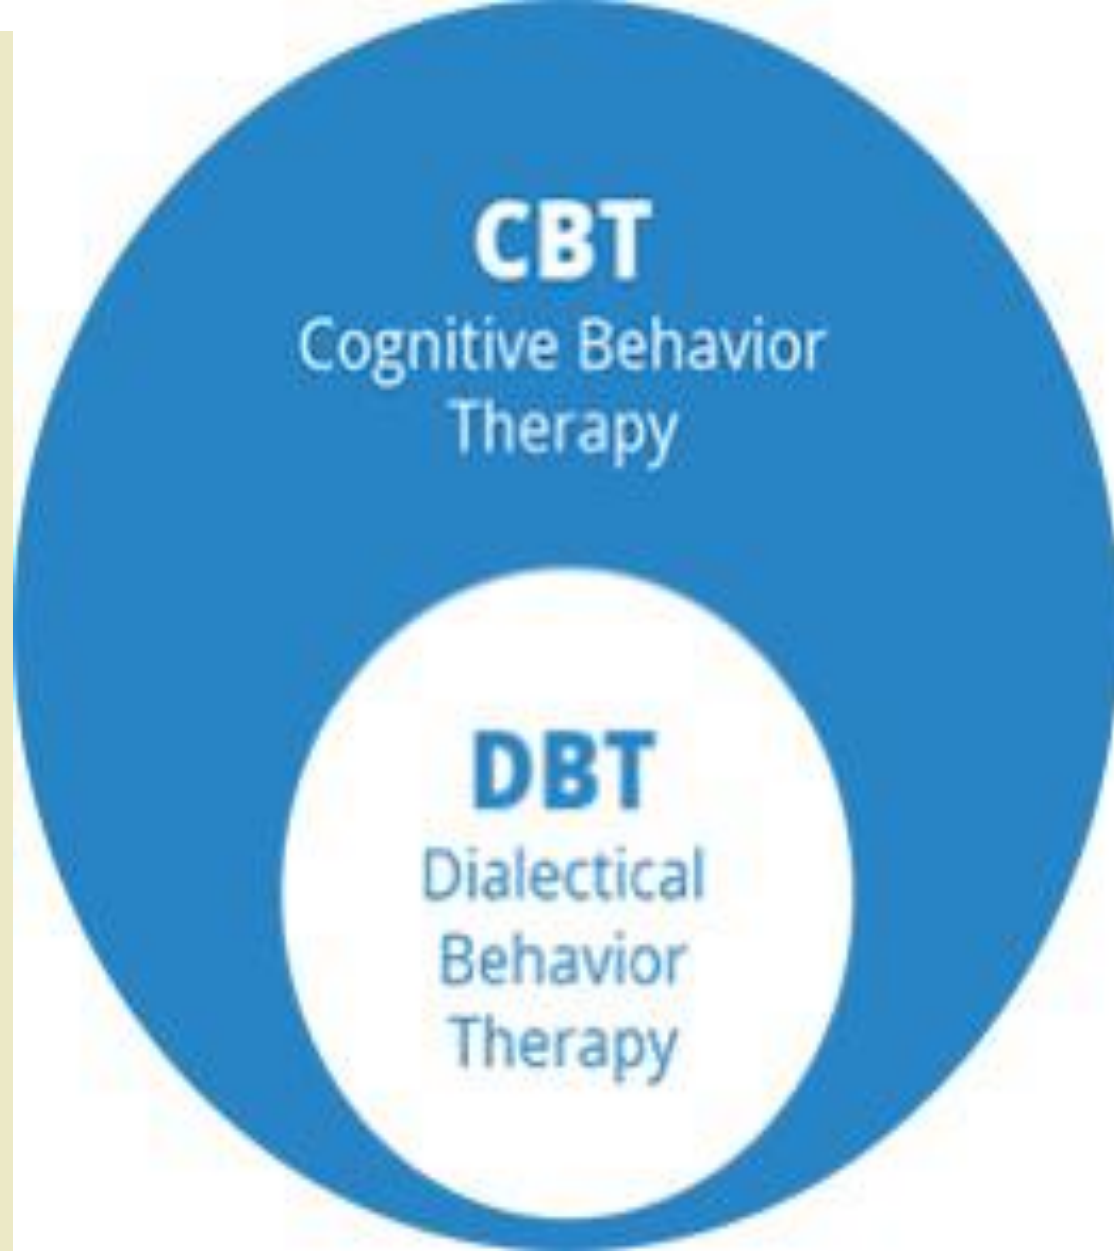 CBT
Cognitive Behavior
Therapy
DBT
Dialectical
Behavior
Therapy